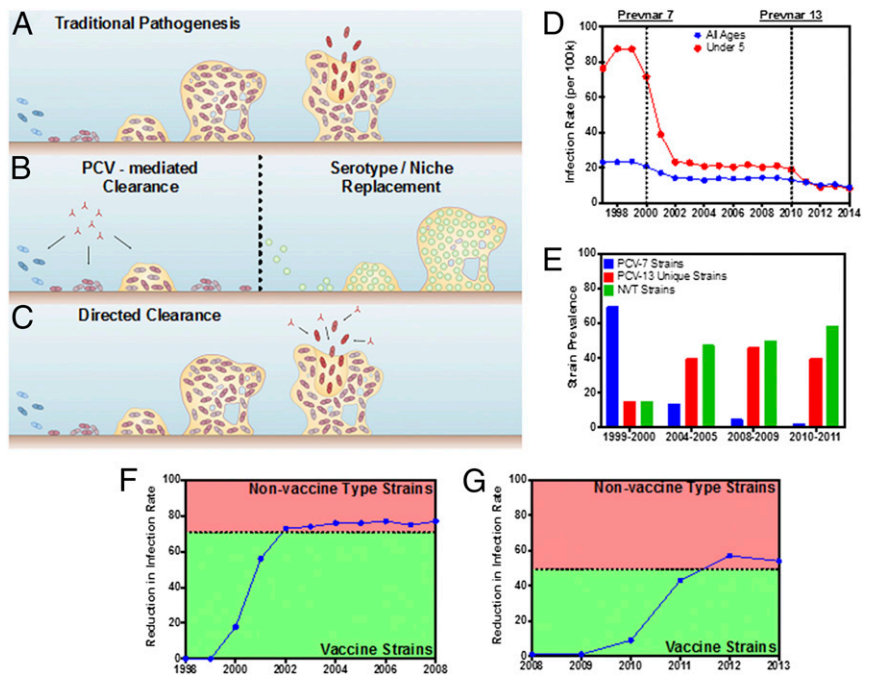 A
Traditional Pathogenesis
B
PCV - mediated
Clearance
Serotype / Niche
Replacement
C
Directed Clearance
D
Prevnar 7
Prevnar 13
All Ages
Under 5
Infection Rate (per 100k)
100
80
60
40
20
0
1998 2000 2002 2004 2006 2008 2010 2012 2014
E
PCV-7 Strains
PCV-13 Unique Strains
NVT Strains
Strain Prevalence
100
80
60
40
20
0
1999-2000 2004-2005 2008-2009 2010-2011
F
Non-vaccine Type Strains
Vaccine Strains
Reduction in Infection Rate
100
80
60
40
20
0
1998 2000 2002 2004 2006 2008
G
Non-vaccine Type Strains
Vaccine Strains
Reduction in Infection Rate
100
80
60
40
20
0
2008 2009 2010 2011 2012 2013